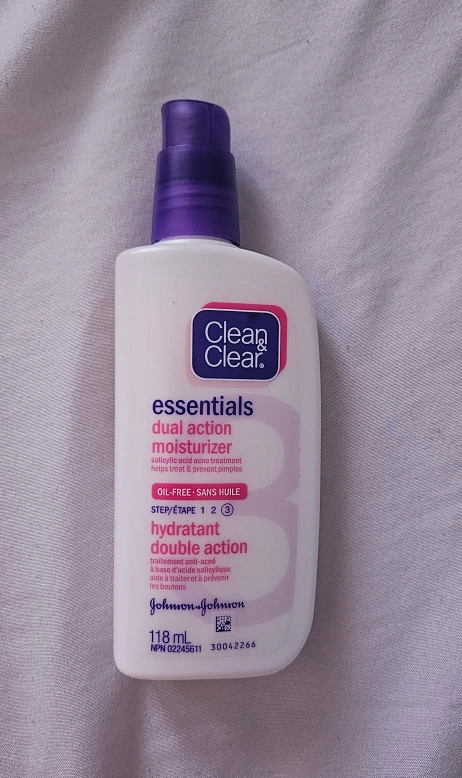 Clean &
Clear®
essentials
dual action
moisturizer
salicylic acid acne treatment
helps treat & prevent pimples
OIL-FREE • SANS HUILE
STEP/ÉTAPE 1 2 3
hydratant
double action
traitement anti-acné
à base d'acide salicylique
aide à traiter et à prévenir
les boutons
Johnson & Johnson
118 mL
NPN 02245611 30042266
3